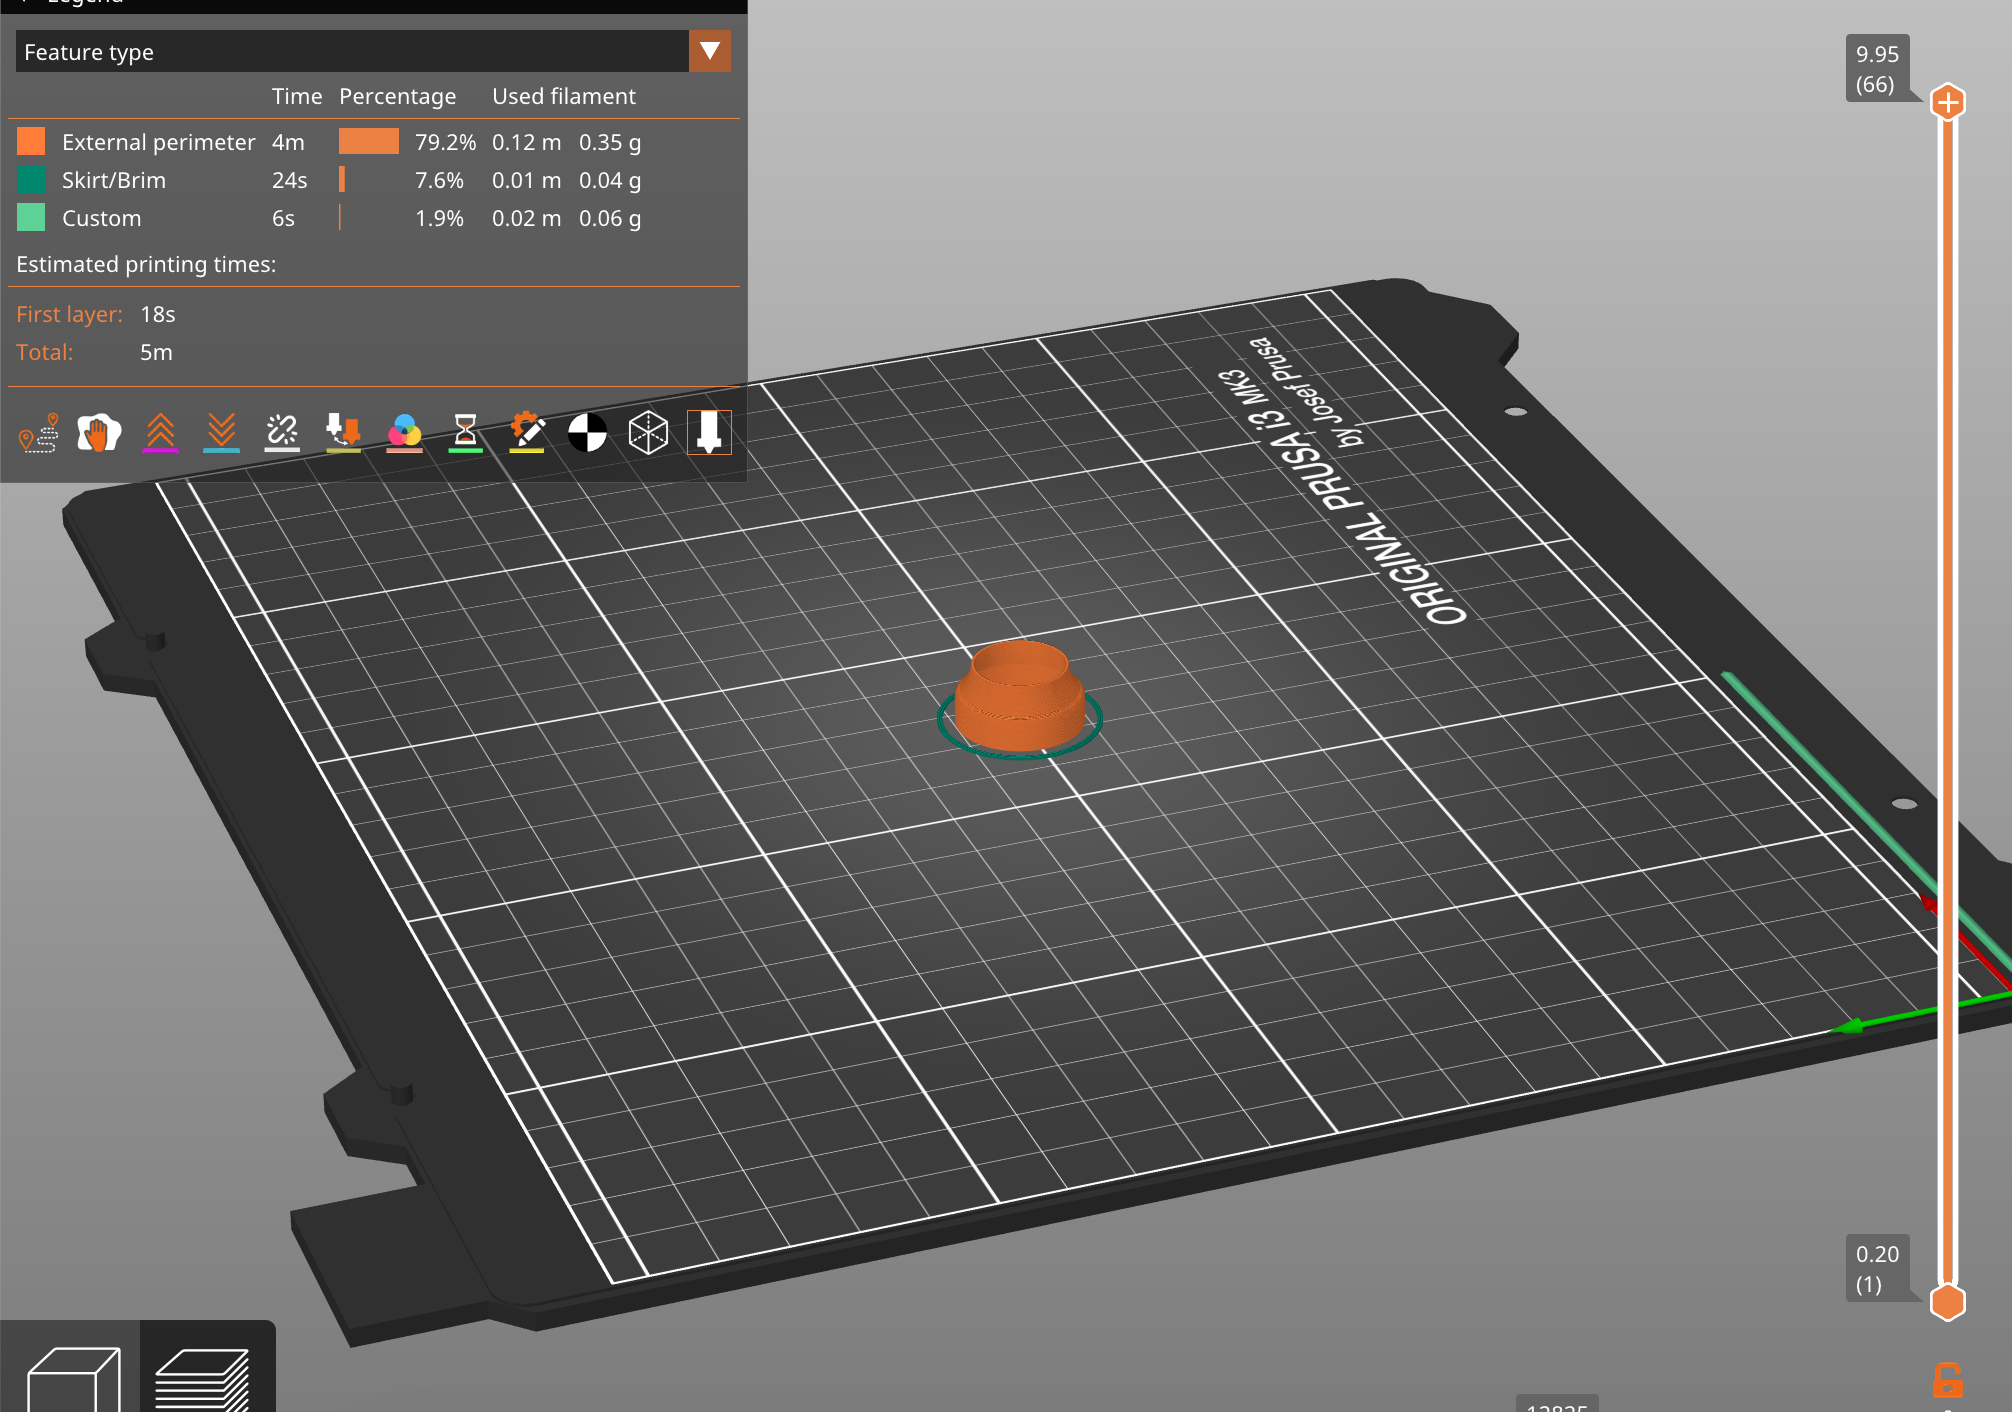 Legend
Feature type
Time Percentage Used filament
External perimeter 4m 79.2% 0.12 m 0.35 g
Skirt/Brim 24s 7.6% 0.01 m 0.04 g
Custom 6s 1.9% 0.02 m 0.06 g
Estimated printing times:
First layer: 18s
Total: 5m
9.95
(66)
ORIGINAL PRUSA i3 MK3
by Josef Prusa
0.20
(1)
12825